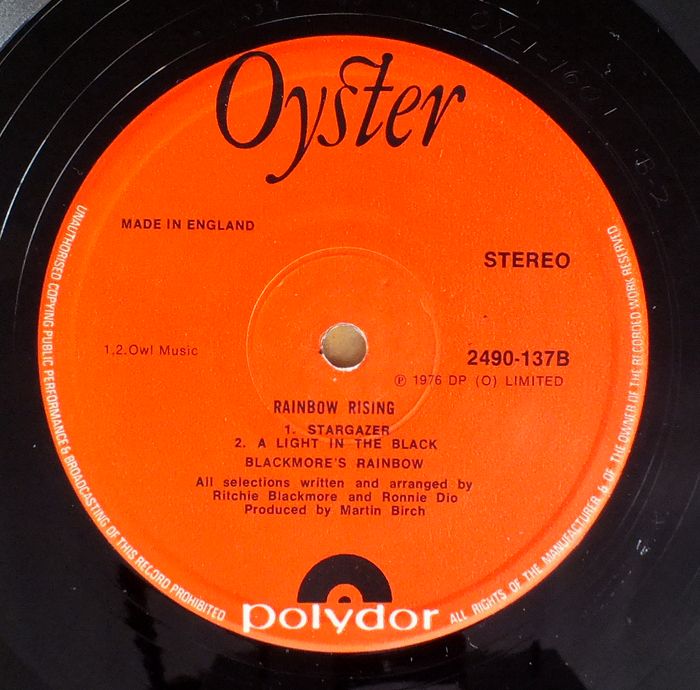 Oyster
MADE IN ENGLAND
STEREO
1.2.Owl Music
2490-137B
℗ 1976 DP (O) LIMITED
RAINBOW RISING
1. STARGAZER
2. A LIGHT IN THE BLACK
BLACKMORE'S RAINBOW
All selections written and arranged by
Ritchie Blackmore and Ronnie Dio
Produced by Martin Birch
polydor
UNAUTHORISED COPYING PUBLIC PERFORMANCE & BROADCASTING OF THIS RECORD PROHIBITED
ALL RIGHTS OF THE MANUFACTURER & OF THE OWNER OF THE RECORDED WORK RESERVED